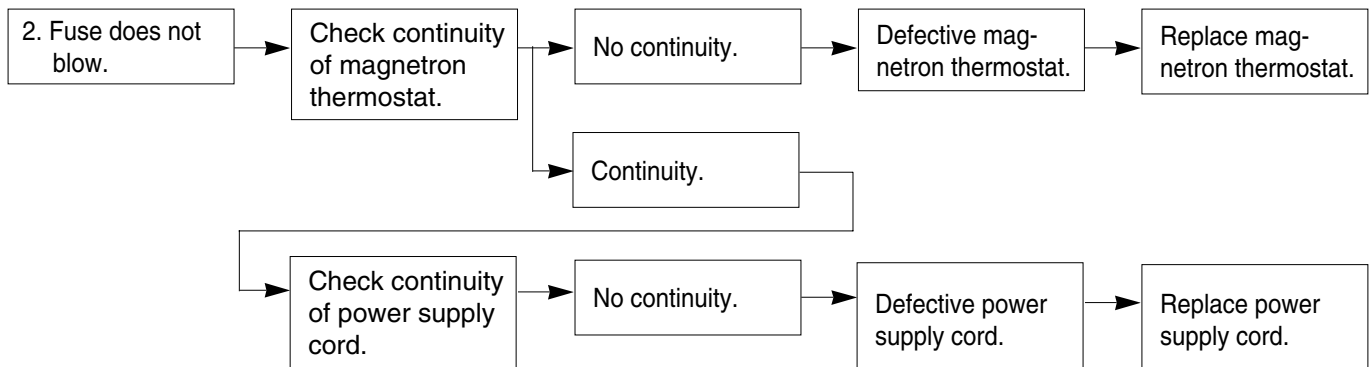 2. Fuse does not
blow.
Check continuity
of magnetron
thermostat.
No continuity.
Defective mag-
netron thermostat.
Replace mag-
netron thermostat.
Continuity.
Check continuity
of power supply
cord.
No continuity.
Defective power
supply cord.
Replace power
supply cord.